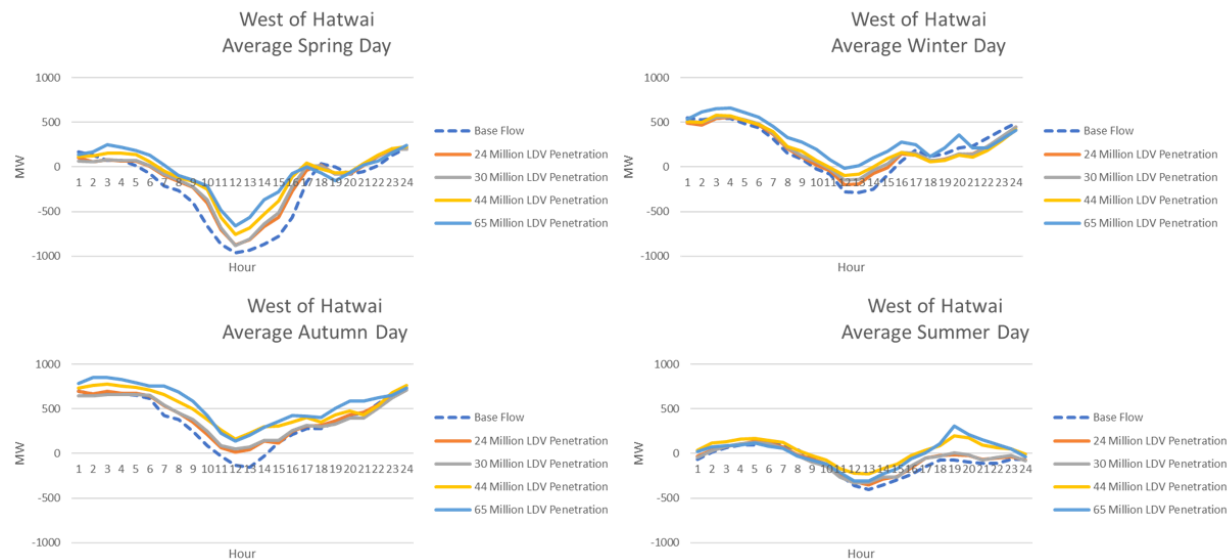 West of Hatwai
Average Spring Day
1000
500
0
-500
-1000
MW
1 2 3 4 5 6 7 8 9 10 11 12 13 14 15 16 17 18 19 20 21 22 23 24
Hour
Base Flow
24 Million LDV Penetration
30 Million LDV Penetration
44 Million LDV Penetration
65 Million LDV Penetration
West of Hatwai
Average Winter Day
1000
500
0
-500
-1000
MW
1 2 3 4 5 6 7 8 9 10 11 12 13 14 15 16 17 18 19 20 21 22 23 24
Hour
Base Flow
24 Million LDV Penetration
30 Million LDV Penetration
44 Million LDV Penetration
65 Million LDV Penetration
West of Hatwai
Average Autumn Day
1000
500
0
-500
-1000
MW
1 2 3 4 5 6 7 8 9 10 11 12 13 14 15 16 17 18 19 20 21 22 23 24
Hour
Base Flow
24 Million LDV Penetration
30 Million LDV Penetration
44 Million LDV Penetration
65 Million LDV Penetration
West of Hatwai
Average Summer Day
1000
500
0
-500
-1000
MW
1 2 3 4 5 6 7 8 9 10 11 12 13 14 15 16 17 18 19 20 21 22 23 24
Hour
Base Flow
24 Million LDV Penetration
30 Million LDV Penetration
44 Million LDV Penetration
65 Million LDV Penetration